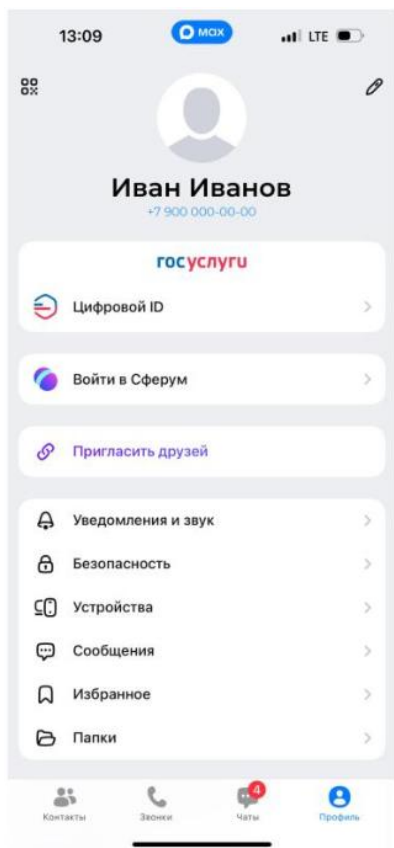 13:09
max
LTE
Иван Иванов
+7 900 000-00-00
госуслуги
Цифровой ID
Войти в Сферум
Пригласить друзей
Уведомления и звук
Безопасность
Устройства
Сообщения
Избранное
Папки
4
Контакты
Звонки
Чаты
Профиль